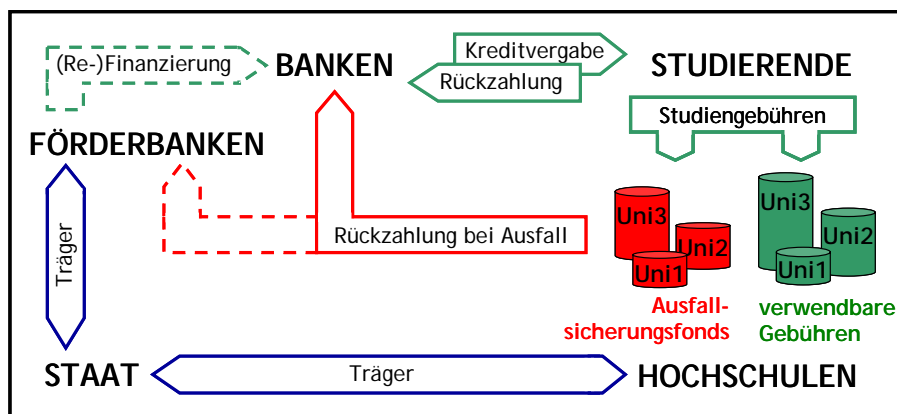 (Re-)Finanzierung
BANKEN
Kreditvergabe
Rückzahlung
STUDIERENDE
Studiengebühren
FÖRDERBANKEN
Träger
Rückzahlung bei Ausfall
Uni3
Uni2
Uni1
Uni3
Uni2
Uni1
Ausfall-
sicherungsfonds
verwendbare
Gebühren
STAAT
Träger
HOCHSCHULEN